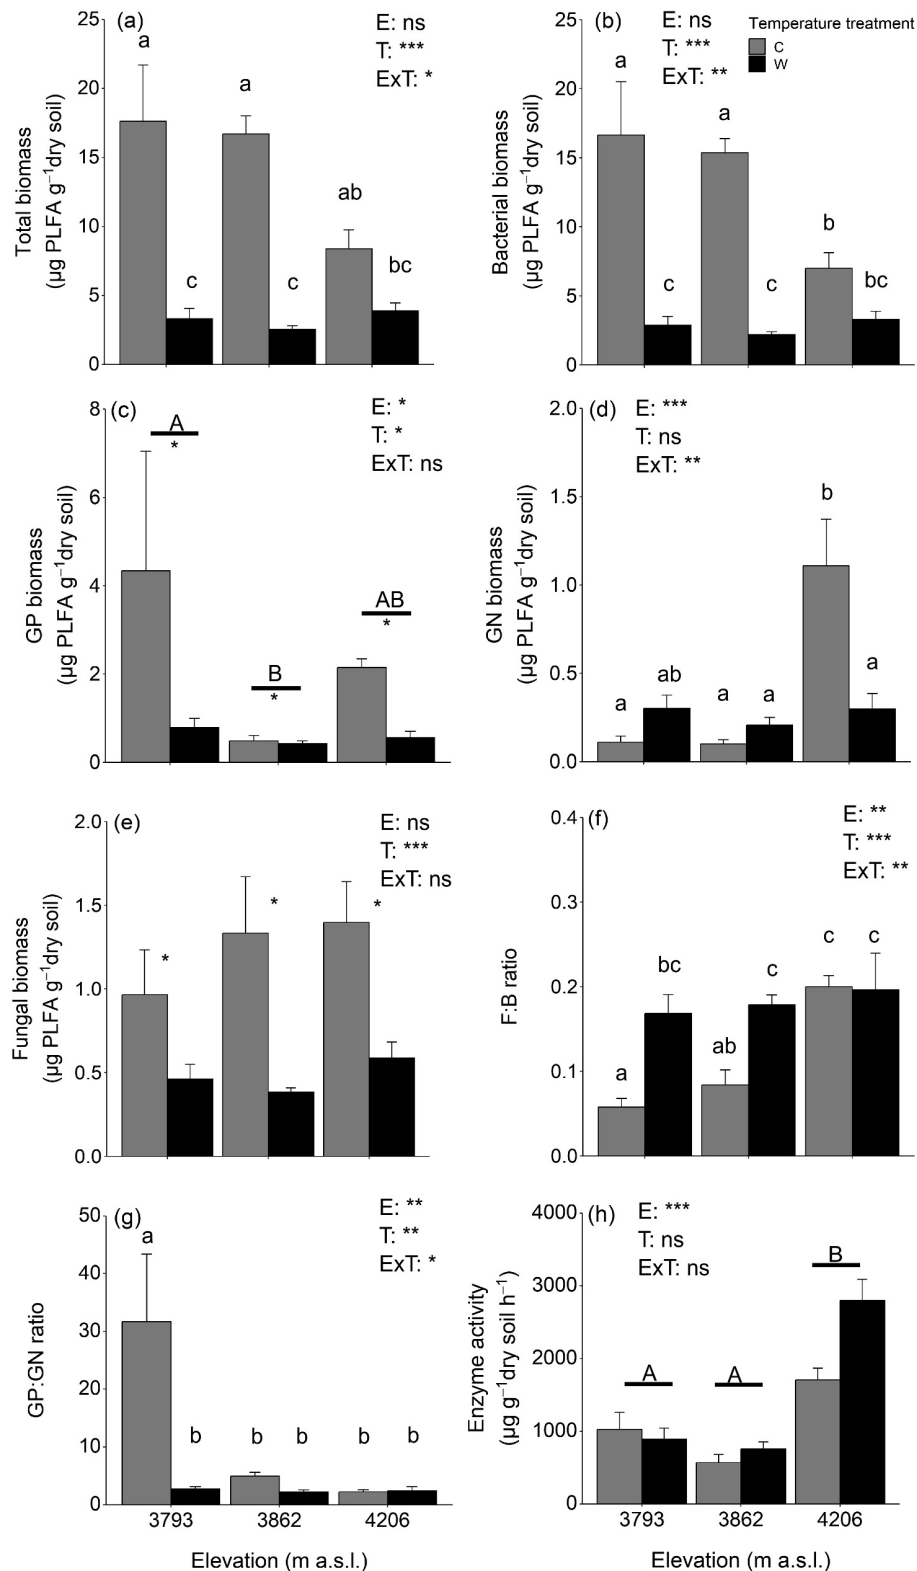 (a)
E: ns
T: ***
ExT: *
Total biomass
(µg PLFA g⁻¹dry soil)
25
20
15
10
5
0
a
c
a
c
ab
bc
(b)
E: ns
T: ***
ExT: **
Temperature treatment
C
W
Bacterial biomass
(µg PLFA g⁻¹dry soil)
25
20
15
10
5
0
a
c
a
c
b
bc
(c)
E: *
T: *
ExT: ns
GP biomass
(µg PLFA g⁻¹dry soil)
8
6
4
2
0
A
*
B
*
AB
*
(d)
E: ***
T: ns
ExT: **
GN biomass
(µg PLFA g⁻¹dry soil)
2.0
1.5
1.0
0.5
0.0
a
ab
a
a
b
a
(e)
E: ns
T: ***
ExT: ns
Fungal biomass
(µg PLFA g⁻¹dry soil)
2.0
1.5
1.0
0.5
0.0
*
*
*
(f)
E: **
T: ***
ExT: **
F:B ratio
0.4
0.3
0.2
0.1
0.0
a
bc
ab
c
c
c
(g)
E: **
T: **
ExT: *
GP:GN ratio
50
40
30
20
10
0
a
b
b
b
b
b
3793
3862
4206
Elevation (m a.s.l.)
(h)
E: ***
T: ns
ExT: ns
Enzyme activity
(µg g⁻¹dry soil h⁻¹)
4000
3000
2000
1000
0
A
A
B
3793
3862
4206
Elevation (m a.s.l.)